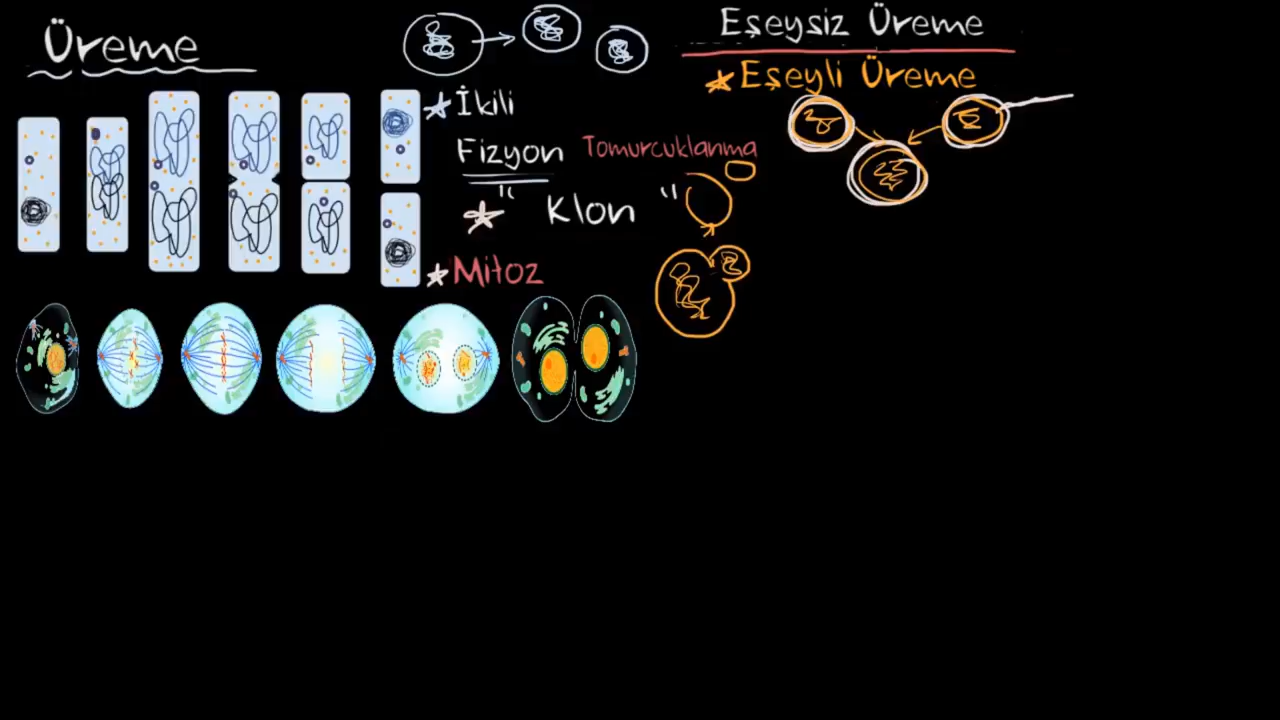 Üreme
Eşeysiz Üreme
Eşeyli Üreme
İkili
Fizyon
Tomurcuklanma
" Klon "
Mitoz